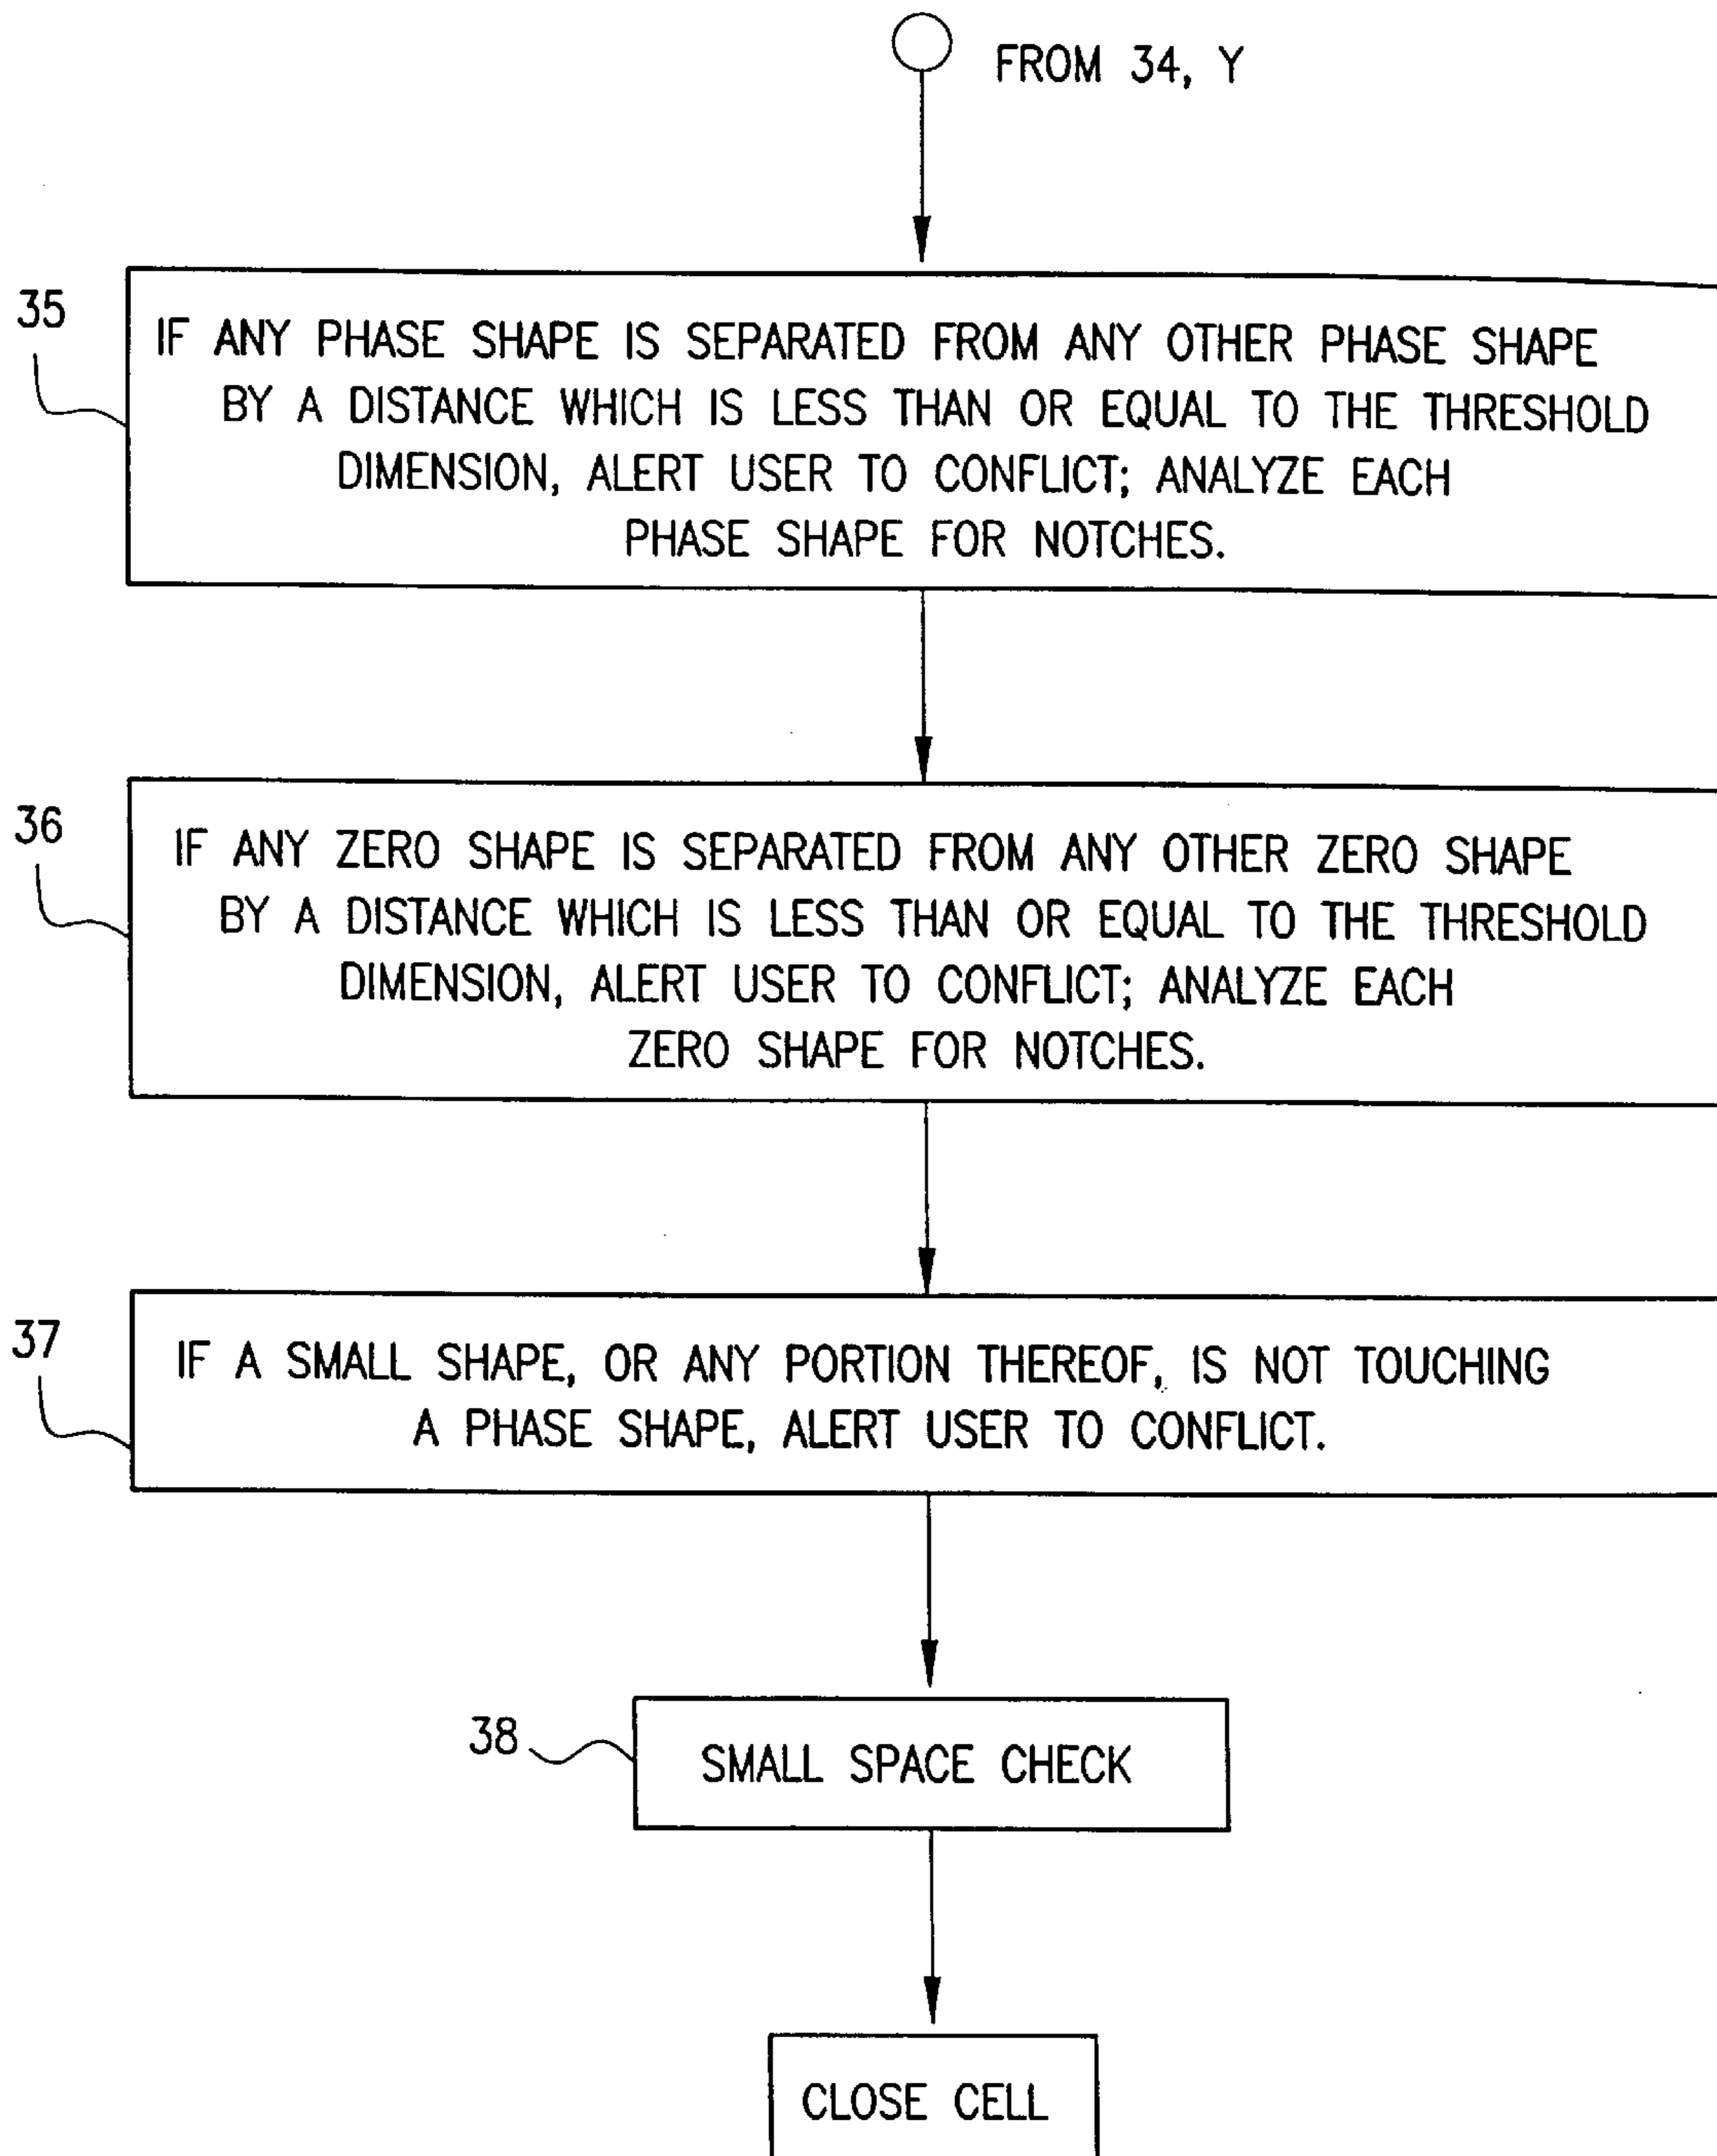 FROM 34, Y
35
IF ANY PHASE SHAPE IS SEPARATED FROM ANY OTHER PHASE SHAPE
BY A DISTANCE WHICH IS LESS THAN OR EQUAL TO THE THRESHOLD
DIMENSION, ALERT USER TO CONFLICT; ANALYZE EACH
PHASE SHAPE FOR NOTCHES.
36
IF ANY ZERO SHAPE IS SEPARATED FROM ANY OTHER ZERO SHAPE
BY A DISTANCE WHICH IS LESS THAN OR EQUAL TO THE THRESHOLD
DIMENSION, ALERT USER TO CONFLICT; ANALYZE EACH
ZERO SHAPE FOR NOTCHES.
37
IF A SMALL SHAPE, OR ANY PORTION THEREOF, IS NOT TOUCHING
A PHASE SHAPE, ALERT USER TO CONFLICT.
38
SMALL SPACE CHECK
CLOSE CELL